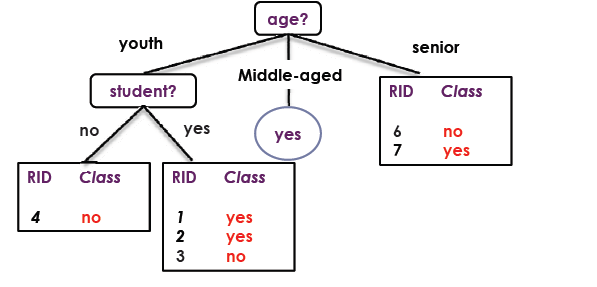 age?
youth
senior
Middle-aged
student?
RID Class
6 no
7 yes
no
yes
yes
RID Class
4 no
RID Class
1 yes
2 yes
3 no